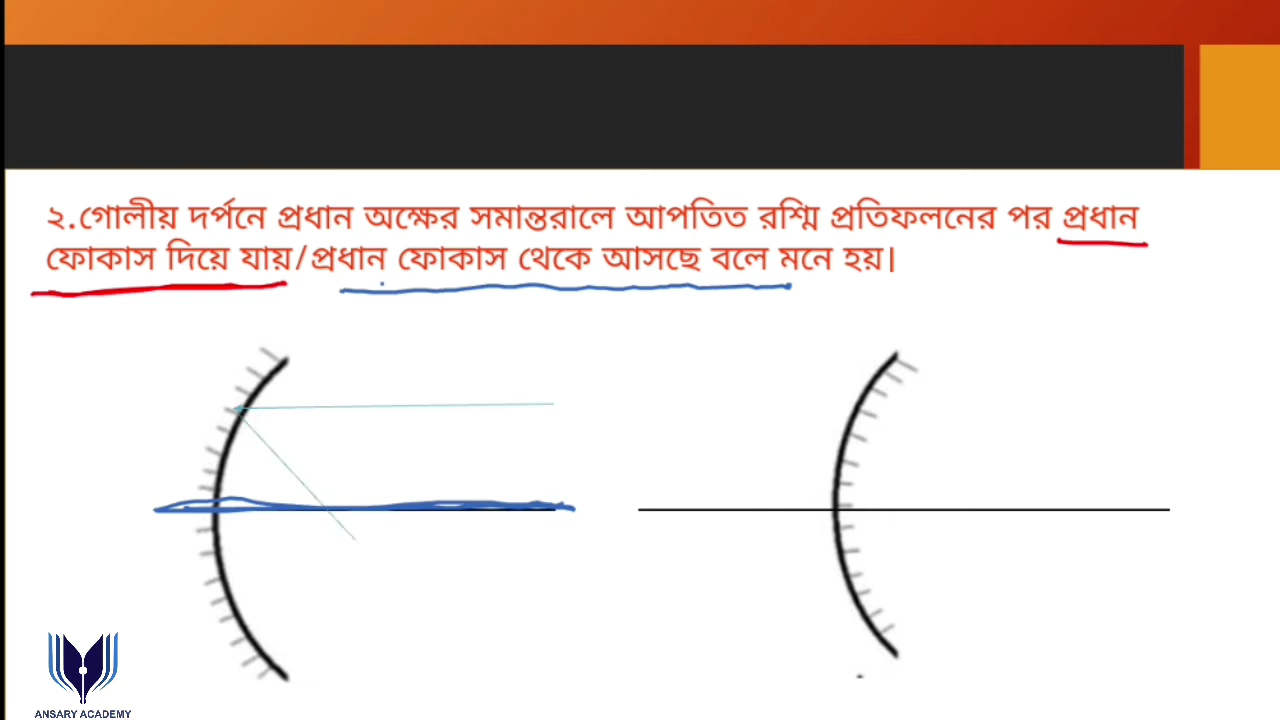 ২.গোলীয় দর্পনে প্রধান অক্ষের সমান্তরালে আপতিত রশ্মি প্রতিফলনের পর প্রধান
ফোকাস দিয়ে যায়/প্রধান ফোকাস থেকে আসছে বলে মনে হয়।
ANSARY ACADEMY